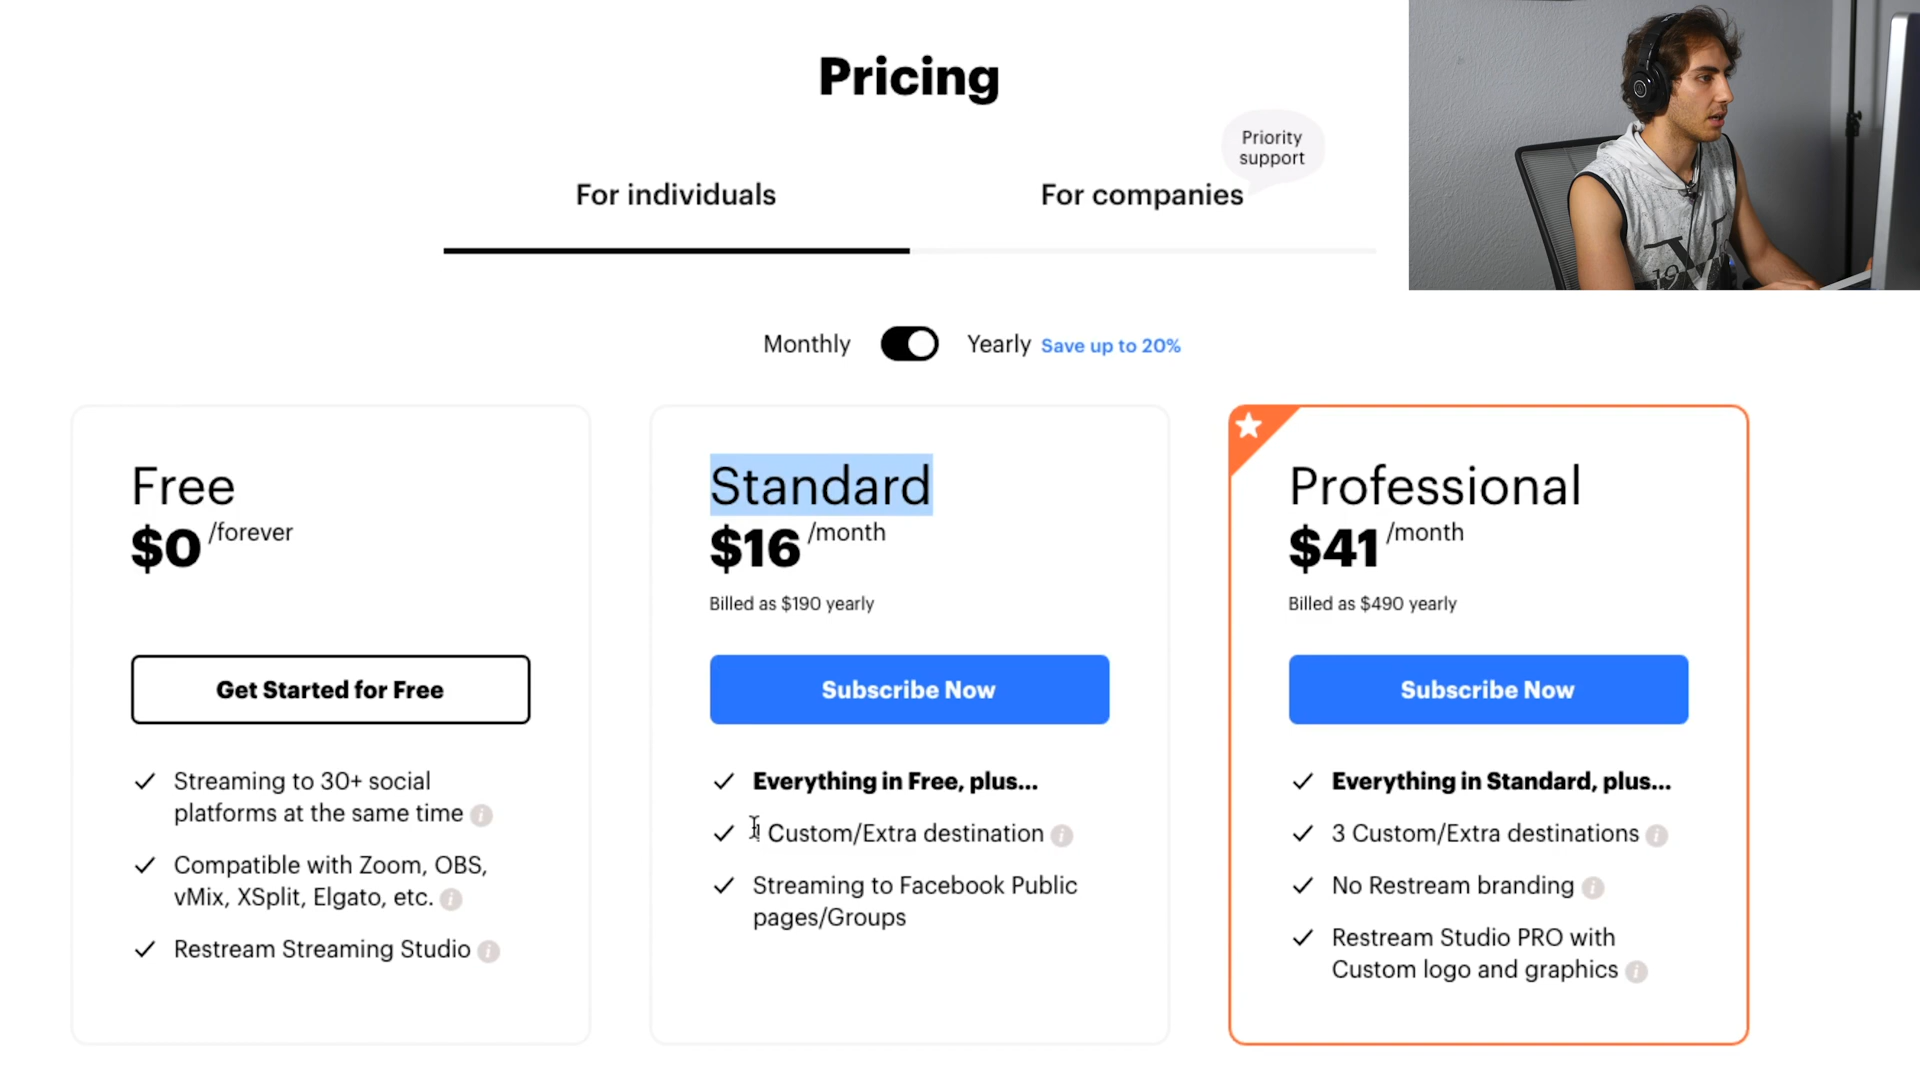 Pricing
Priority
support
For individuals
For companies
Monthly
Yearly Save up to 20%
Free
$0 /forever
Get Started for Free
Streaming to 30+ social
platforms at the same time
Compatible with Zoom, OBS,
vMix, XSplit, Elgato, etc.
Restream Streaming Studio
Standard
$16 /month
Billed as $190 yearly
Subscribe Now
Everything in Free, plus...
Custom/Extra destination
Streaming to Facebook Public
pages/Groups
Professional
$41 /month
Billed as $490 yearly
Subscribe Now
Everything in Standard, plus...
3 Custom/Extra destinations
No Restream branding
Restream Studio PRO with
Custom logo and graphics
19